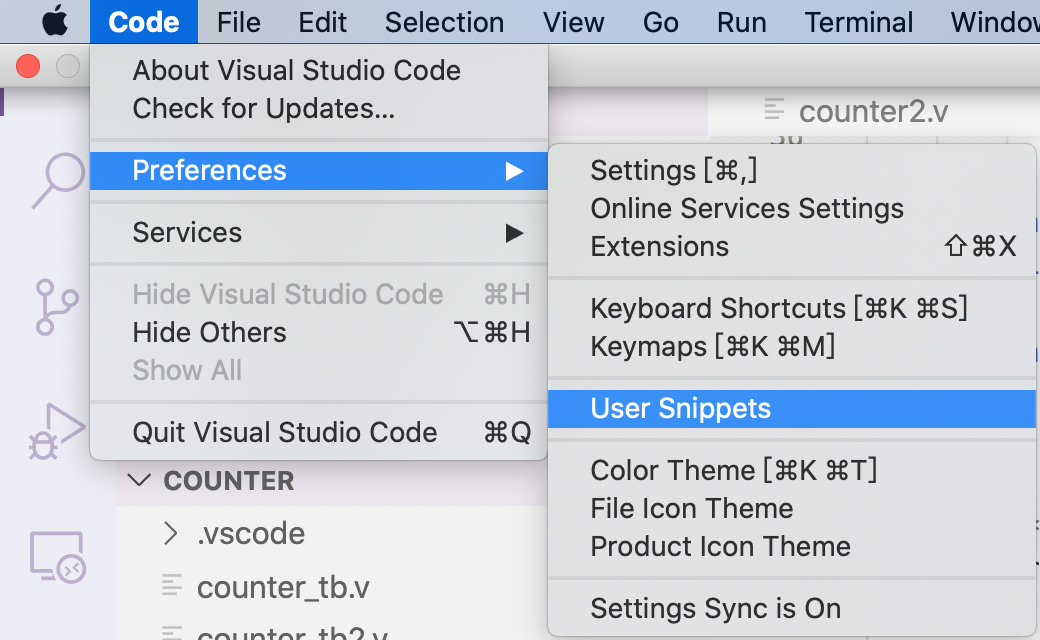 Code File Edit Selection View Go Run Terminal Window
About Visual Studio Code
Check for Updates...
Preferences
Services
Hide Visual Studio Code ⌘H
Hide Others ⌥⌘H
Show All
Quit Visual Studio Code ⌘Q
counter2.v
Settings [⌘,]
Online Services Settings
Extensions ⇧⌘X
Keyboard Shortcuts [⌘K ⌘S]
Keymaps [⌘K ⌘M]
User Snippets
Color Theme [⌘K ⌘T]
File Icon Theme
Product Icon Theme
Settings Sync is On
COUNTER
.vscode
counter_tb.v
counter_tb2.v